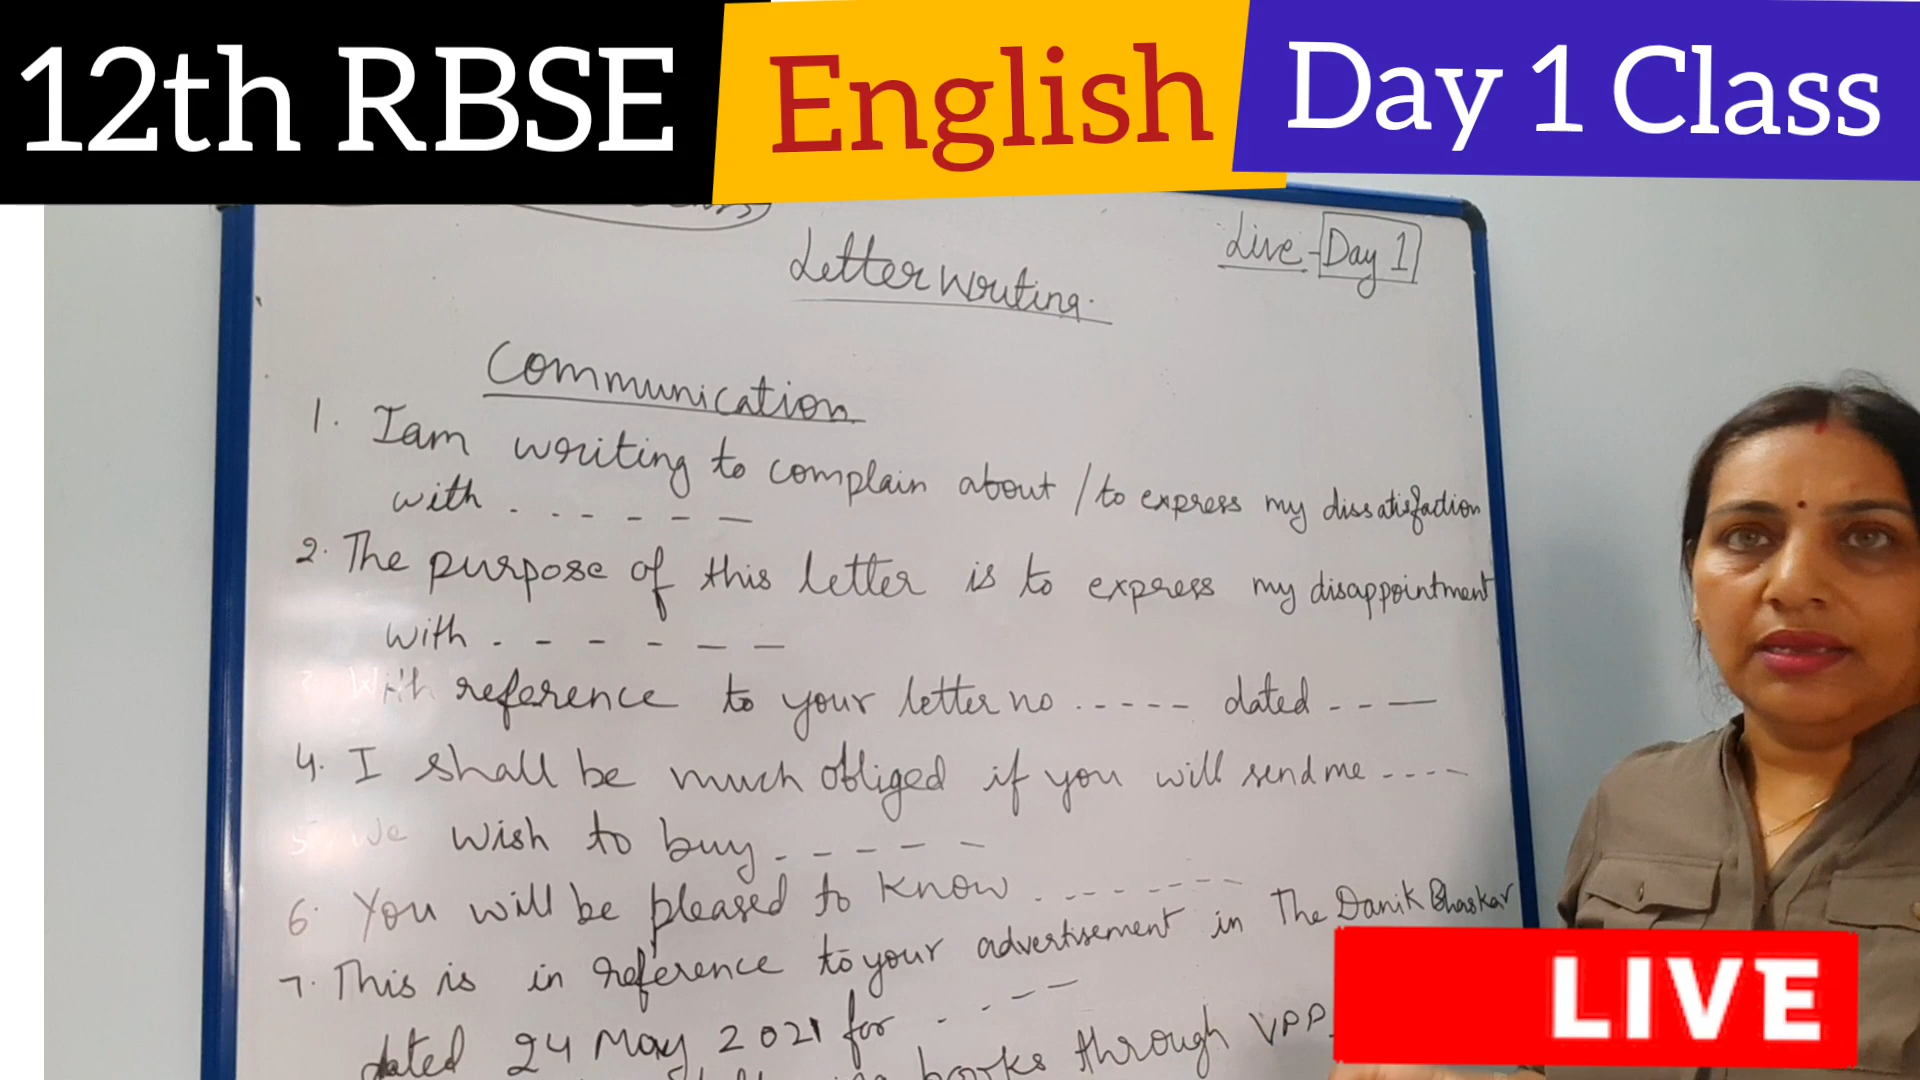 12th RBSE English Day 1 Class
Live - Day 1
Letter Writing.
Communication
1. I am writing to complain about / to express my dissatisfaction
with . . - - - - —
2. The purpose of this letter is to express my disappointment
with . - - - — —
With reference to your letter no . - - - - dated - - —
4. I shall be much obliged if you will send me - - - -
5. We wish to buy - - - - -
6. You will be pleased to know . - - - - - - -
7. This is in reference to your advertisement in The Danik Bhaskar
dated 24 May 2021 for - - - —
books through VPP.
LIVE